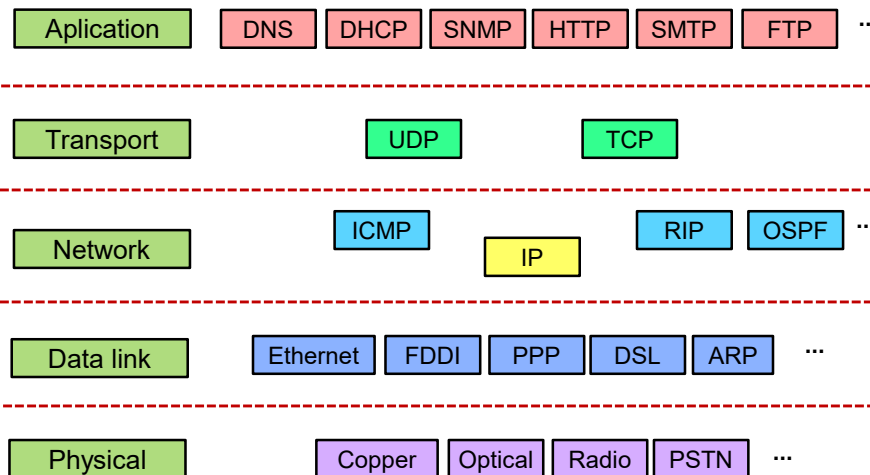 Aplication DNS DHCP SNMP HTTP SMTP FTP ...
Transport UDP TCP
ICMP RIP OSPF ...
Network IP
Data link Ethernet FDDI PPP DSL ARP ...
Physical Copper Optical Radio PSTN ...